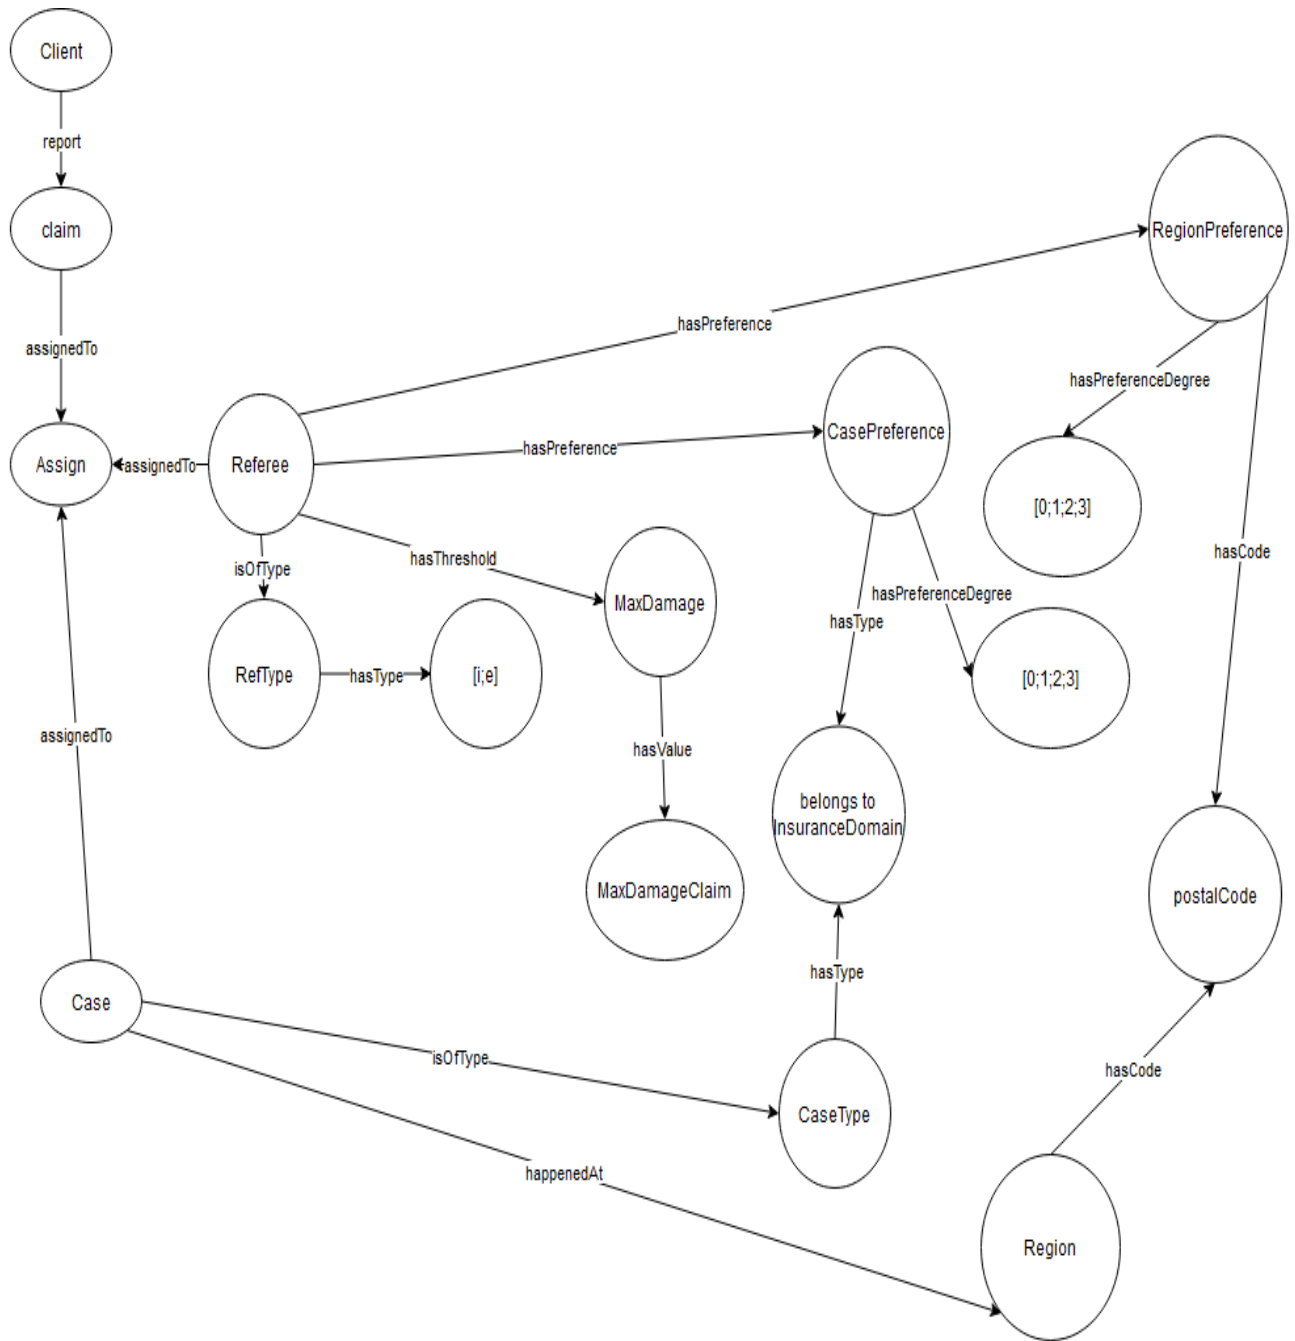 Client
report
claim
RegionPreference
hasPreference
assignedTo
hasPreferenceDegree
CasePreference
hasPreference
assignedTo
Assign
Referee
[0;1;2;3]
hasCode
hasThreshold
isOfType
hasPreferenceDegree
MaxDamage
hasType
RefType
hasType
[i;e]
[0;1;2;3]
assignedTo
hasValue
belongs to
InsuranceDomain
MaxDamageClaim
postalCode
hasType
Case
isOfType
hasCode
CaseType
happenedAt
Region